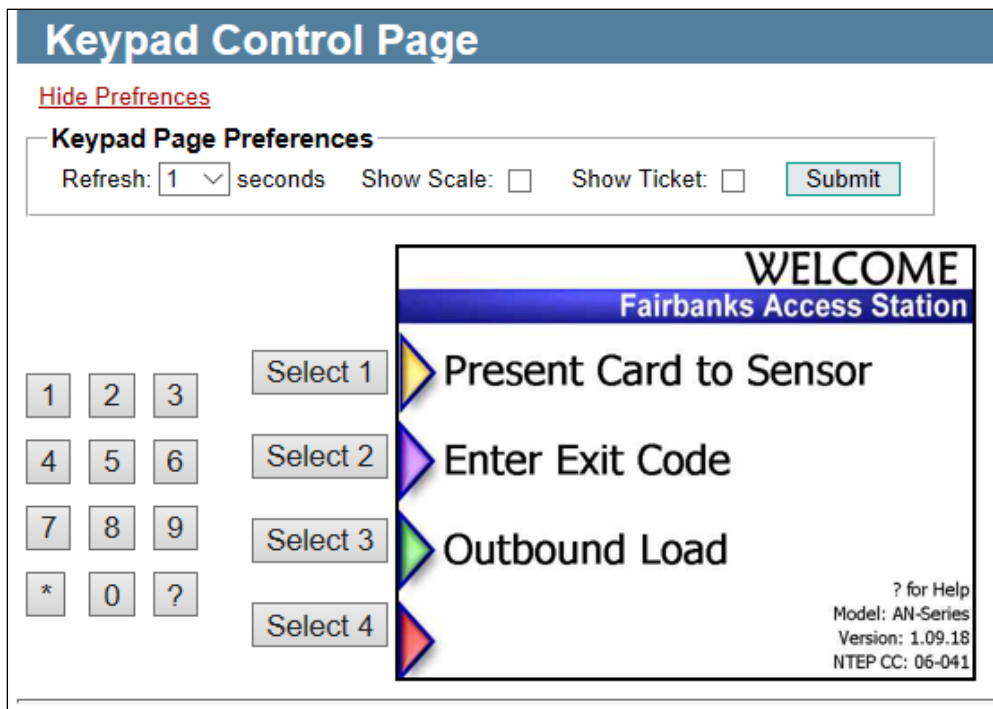 Keypad Control Page
Hide Prefrences
Keypad Page Preferences
Refresh: 1 seconds Show Scale: Show Ticket: Submit
WELCOME
Fairbanks Access Station
Select 1 Present Card to Sensor
1 2 3
Select 2 Enter Exit Code
4 5 6
Select 3 Outbound Load
7 8 9
* 0 ?
Select 4
? for Help
Model: AN-Series
Version: 1.09.18
NTEP CC: 06-041